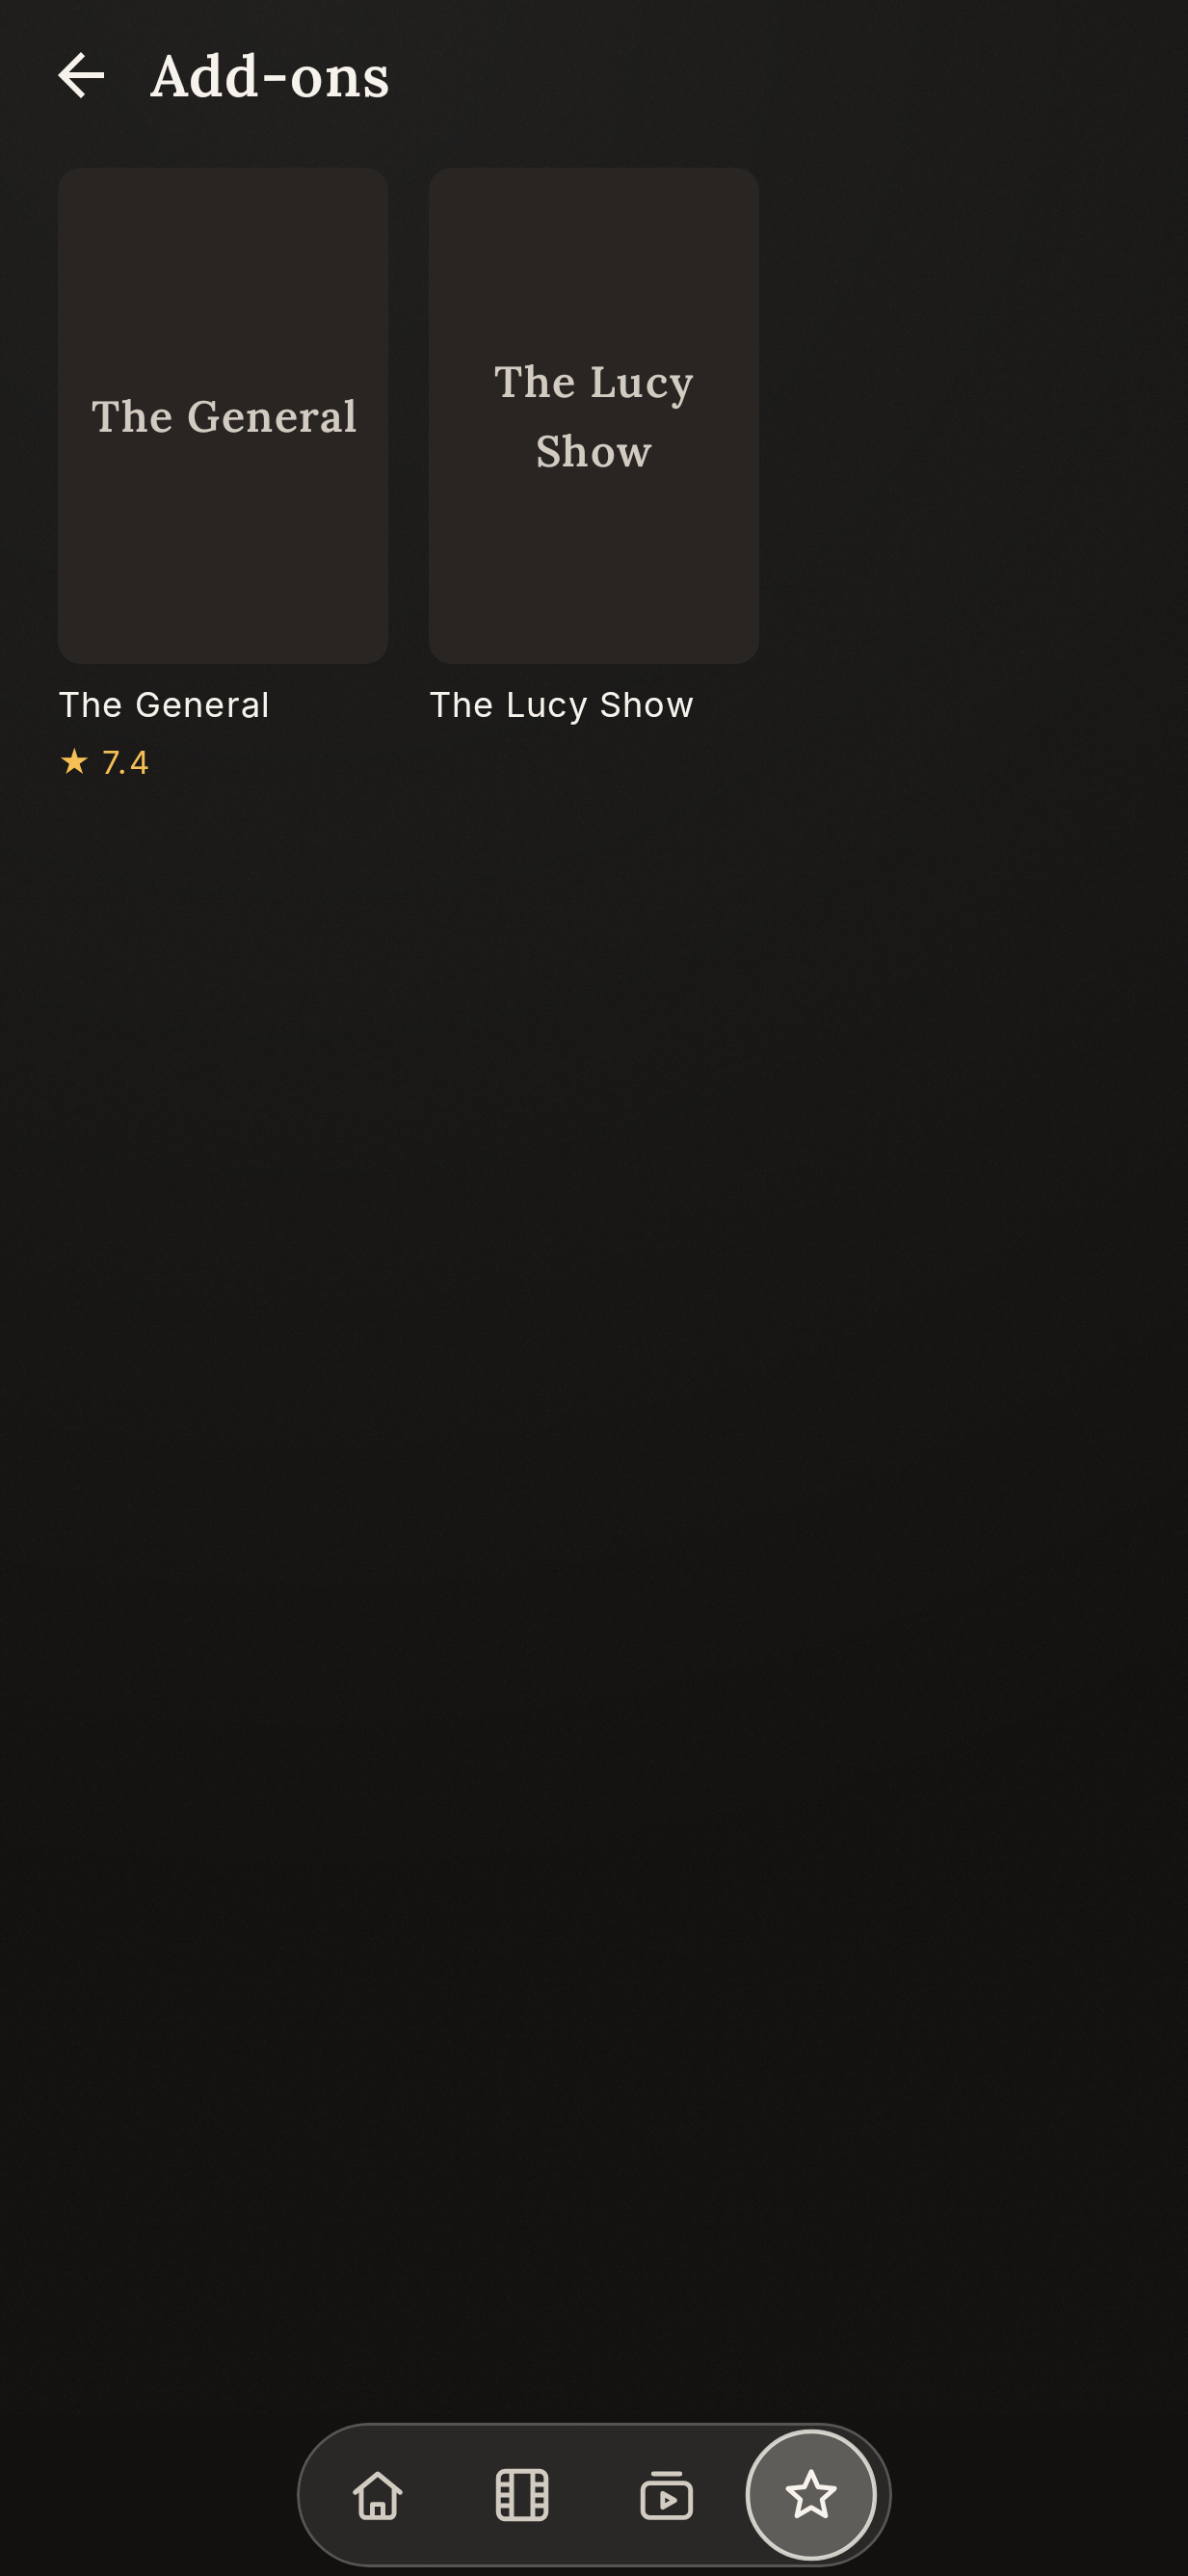 Add-ons
The General
The Lucy
Show
The General
The Lucy Show
★ 7.4